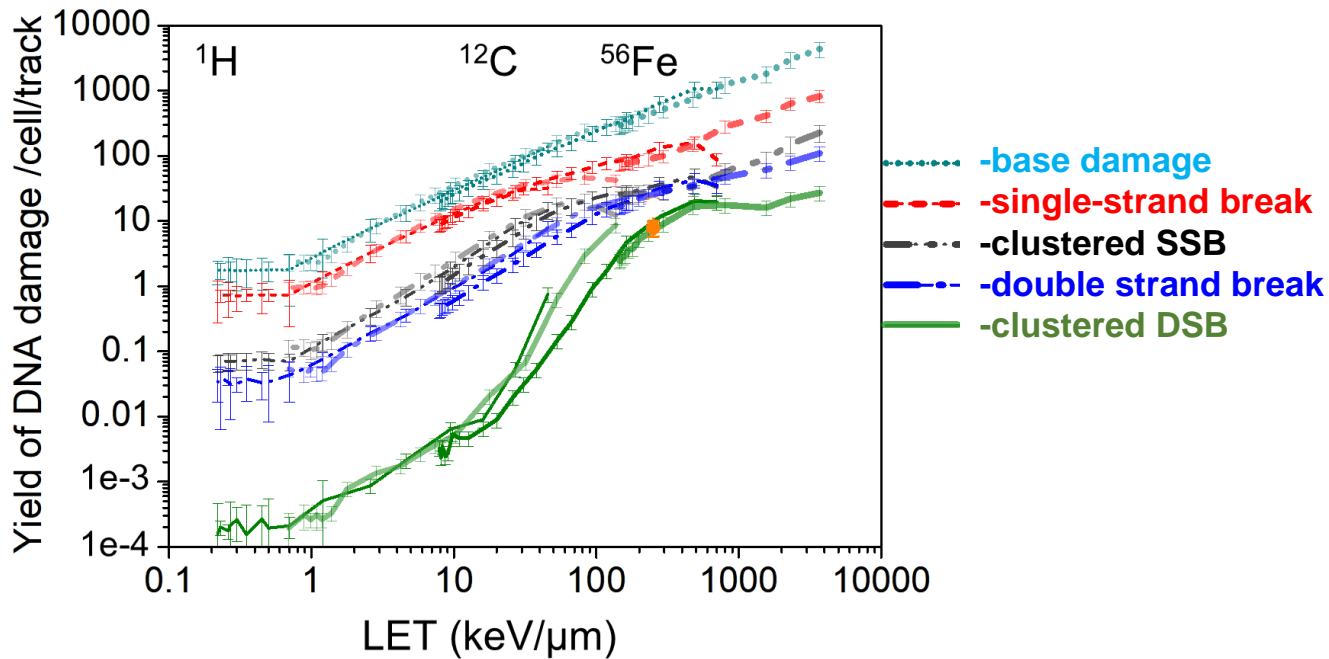 10000
1000
100
10
1
0.1
0.01
1e-3
1e-4
Yield of DNA damage /cell/track
¹H
¹²C
⁵⁶Fe
0.1
1
10
100
1000
10000
LET (keV/μm)
-base damage
-single-strand break
-clustered SSB
-double strand break
-clustered DSB